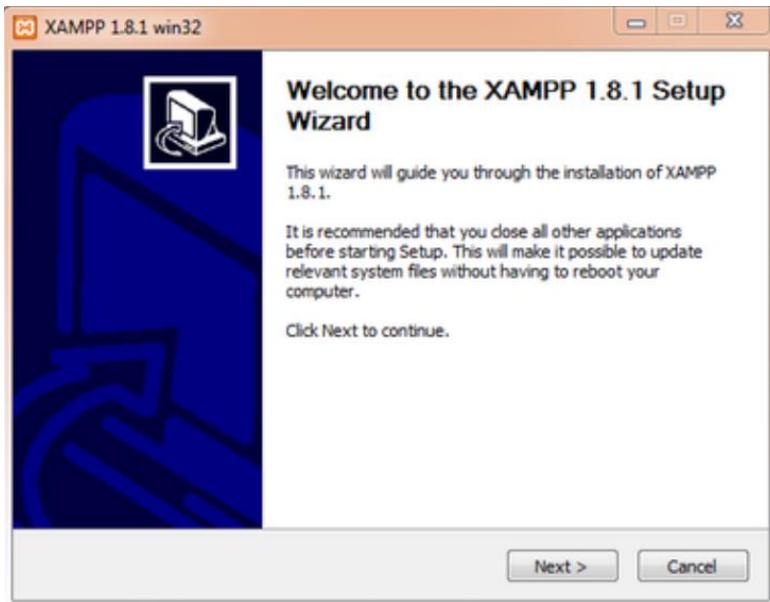 XAMPP 1.8.1 win32
Welcome to the XAMPP 1.8.1 Setup
Wizard
This wizard will guide you through the installation of XAMPP
1.8.1.
It is recommended that you close all other applications
before starting Setup. This will make it possible to update
relevant system files without having to reboot your
computer.
Click Next to continue.
Next >
Cancel